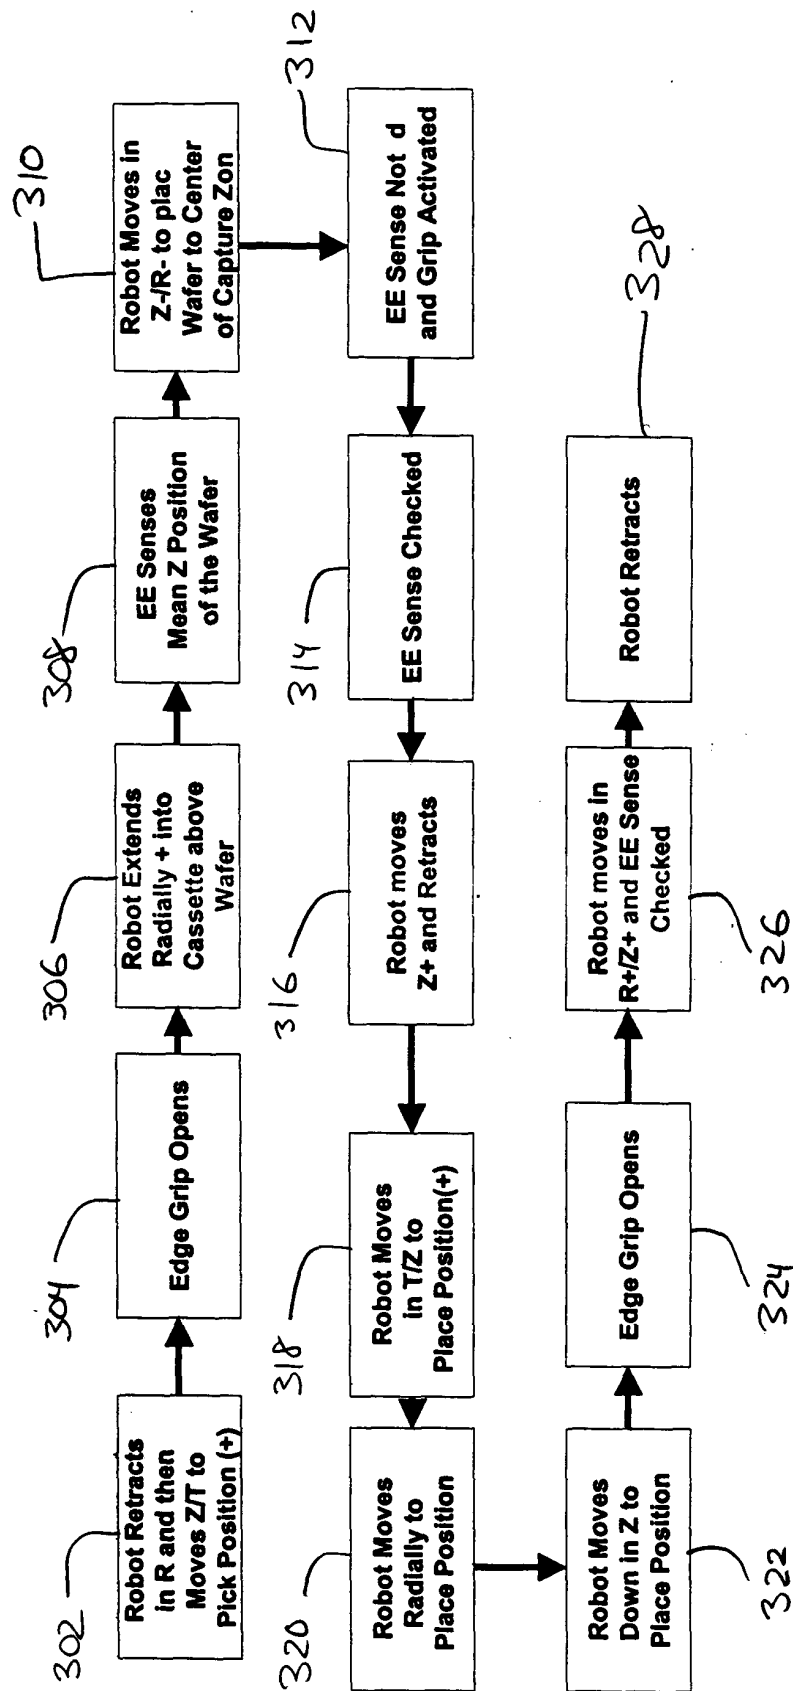 302
Robot Retracts
in R and then
Moves Z/T to
Pick Position (+)
304
Edge Grip Opens
306
Robot Extends
Radially + into
Cassette above
Wafer
308
EE Senses
Mean Z Position
of the Wafer
310
Robot Moves in
Z-/R- to plac
Wafer to Center
of Capture Zon
312
EE Sense Not d
and Grip Activated
314
EE Sense Checked
316
Robot moves
Z+ and Retracts
318
Robot Moves
in T/Z to
Place Position(+)
320
Robot Moves
Radially to
Place Position
322
Robot Moves
Down in Z to
Place Position
324
Edge Grip Opens
326
Robot moves in
R+/Z+ and EE Sense
Checked
328
Robot Retracts